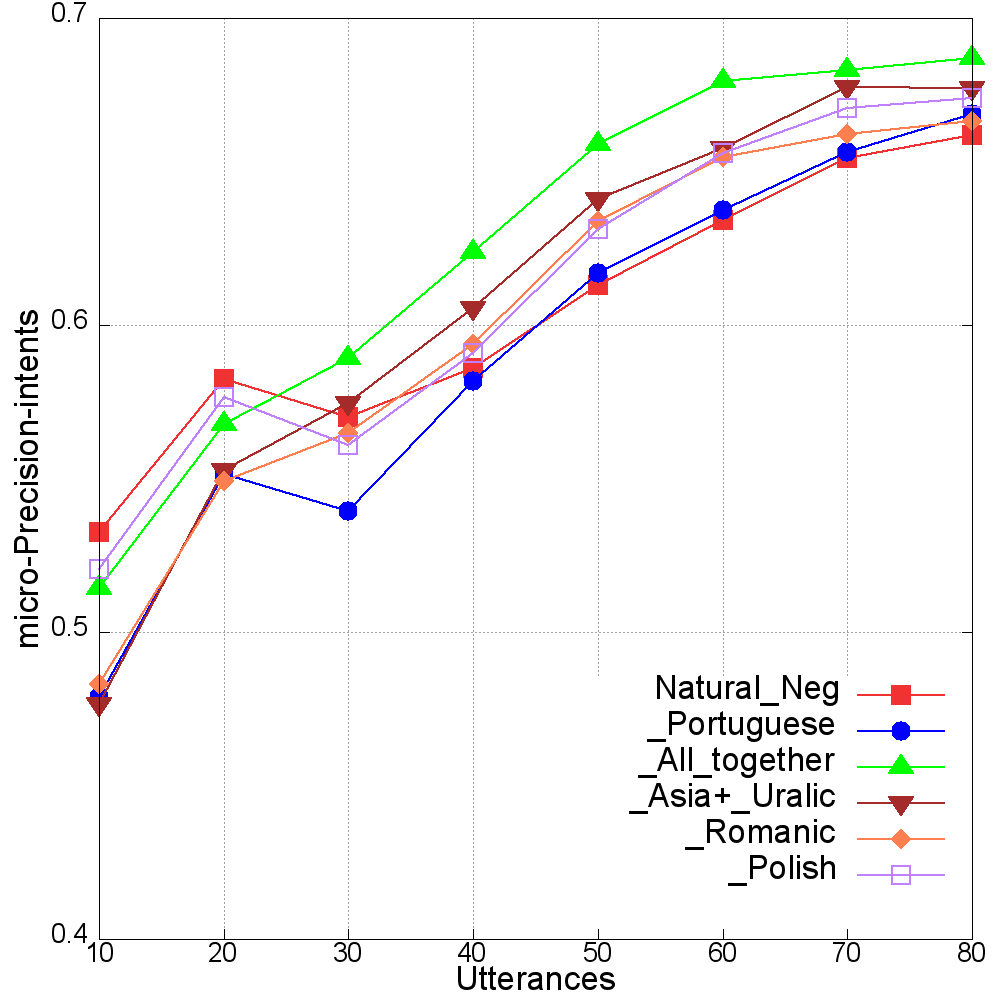 0.7
0.6
0.5
0.4
micro-Precision-intents
Natural_Neg
_Portuguese
_All_together
_Asia+_Uralic
_Romanic
_Polish
10 20 30 40 50 60 70 80
Utterances